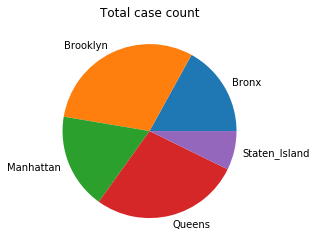 Total case count
Brooklyn
Bronx
Manhattan
Staten_Island
Queens